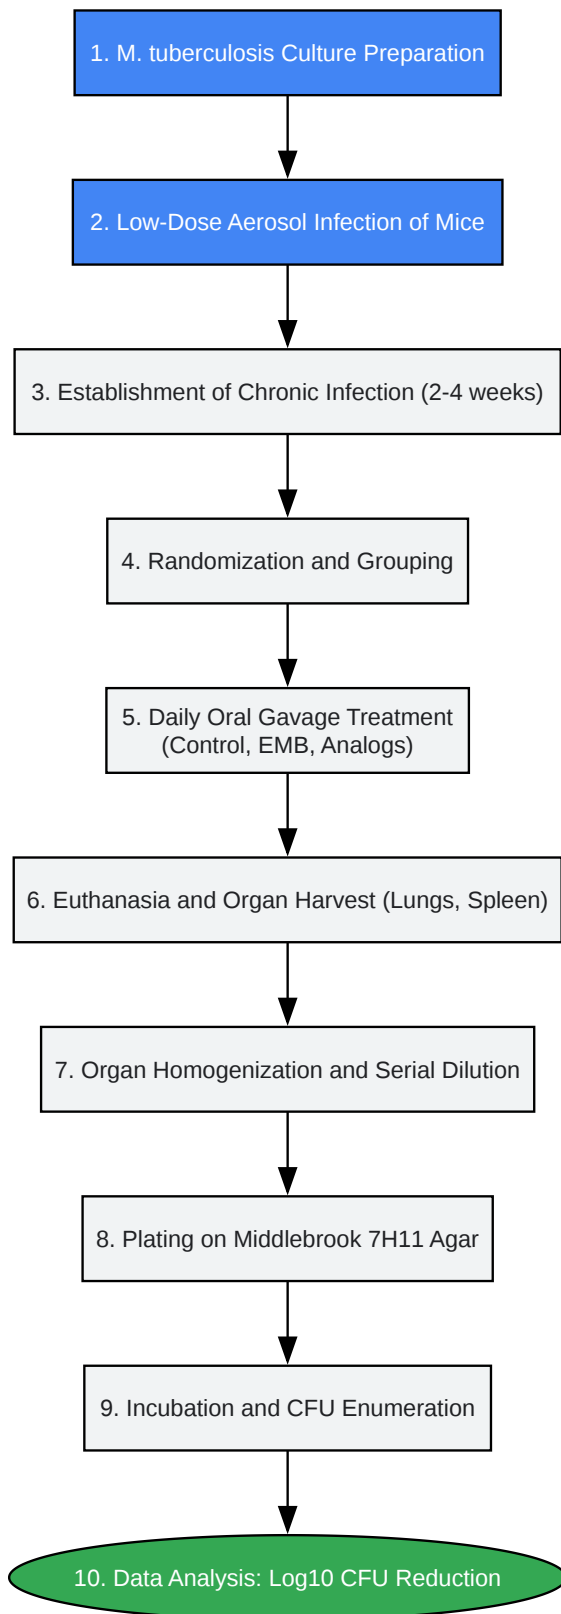 1. M. tuberculosis Culture Preparation
2. Low-Dose Aerosol Infection of Mice
3. Establishment of Chronic Infection (2-4 weeks)
4. Randomization and Grouping
5. Daily Oral Gavage Treatment
(Control, EMB, Analogs)
6. Euthanasia and Organ Harvest (Lungs, Spleen)
7. Organ Homogenization and Serial Dilution
8. Plating on Middlebrook 7H11 Agar
9. Incubation and CFU Enumeration
10. Data Analysis: Log10 CFU Reduction